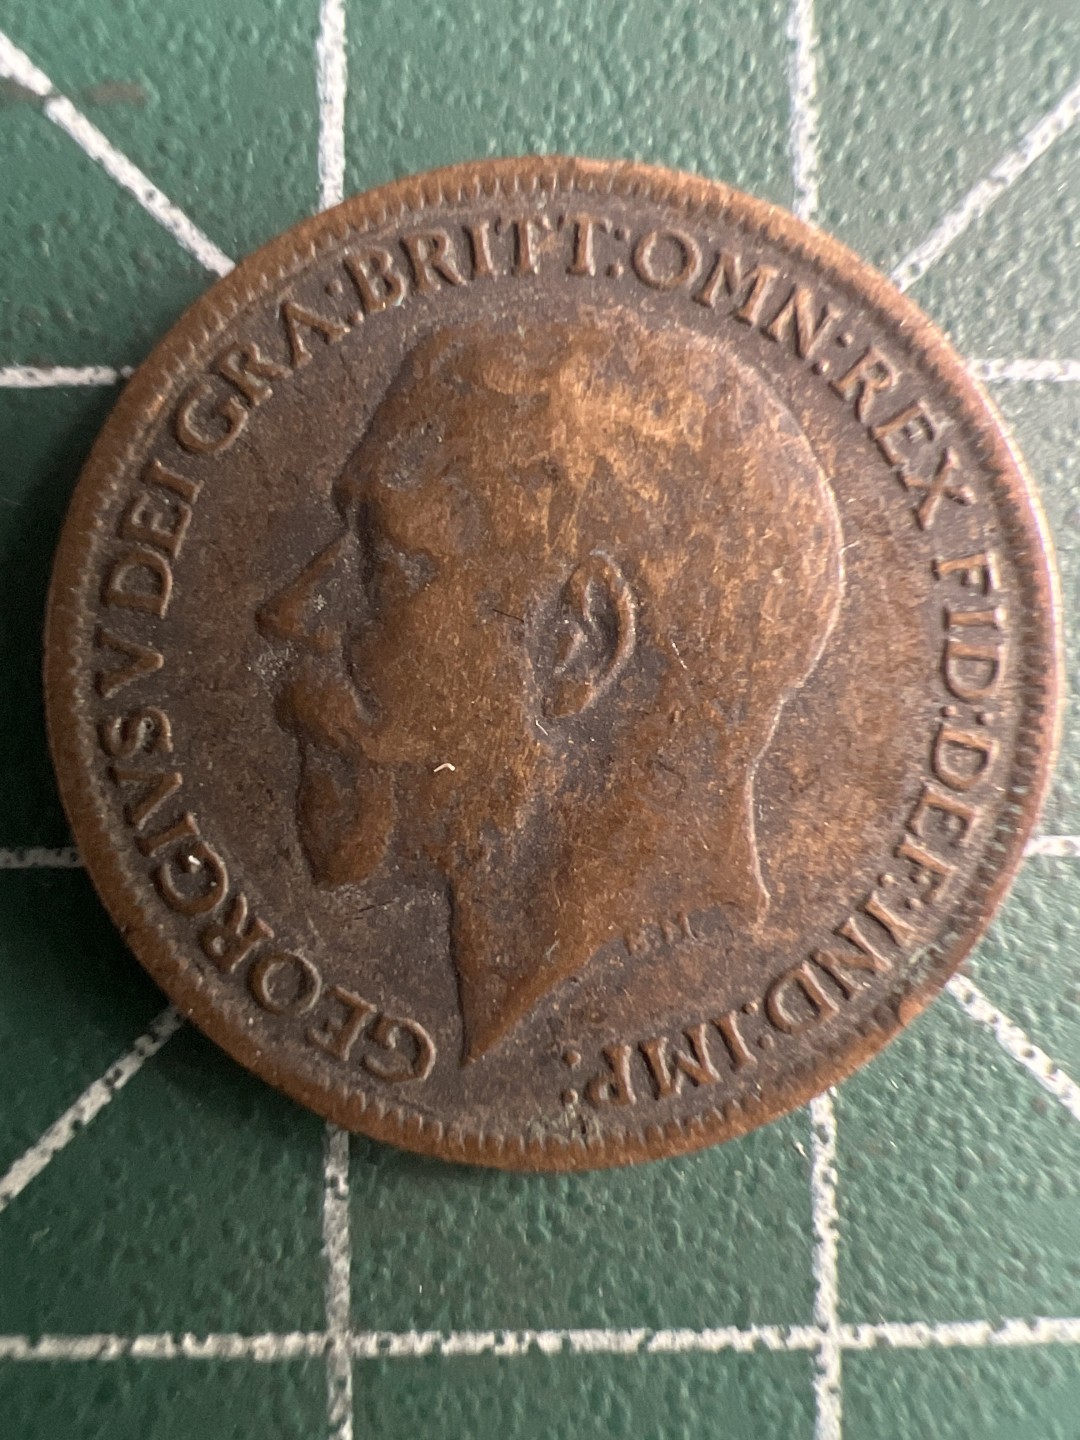 GEORGIVS V DEI GRA: BRITT: OMN: REX FID: DEF: IND: IMP:
B.M.